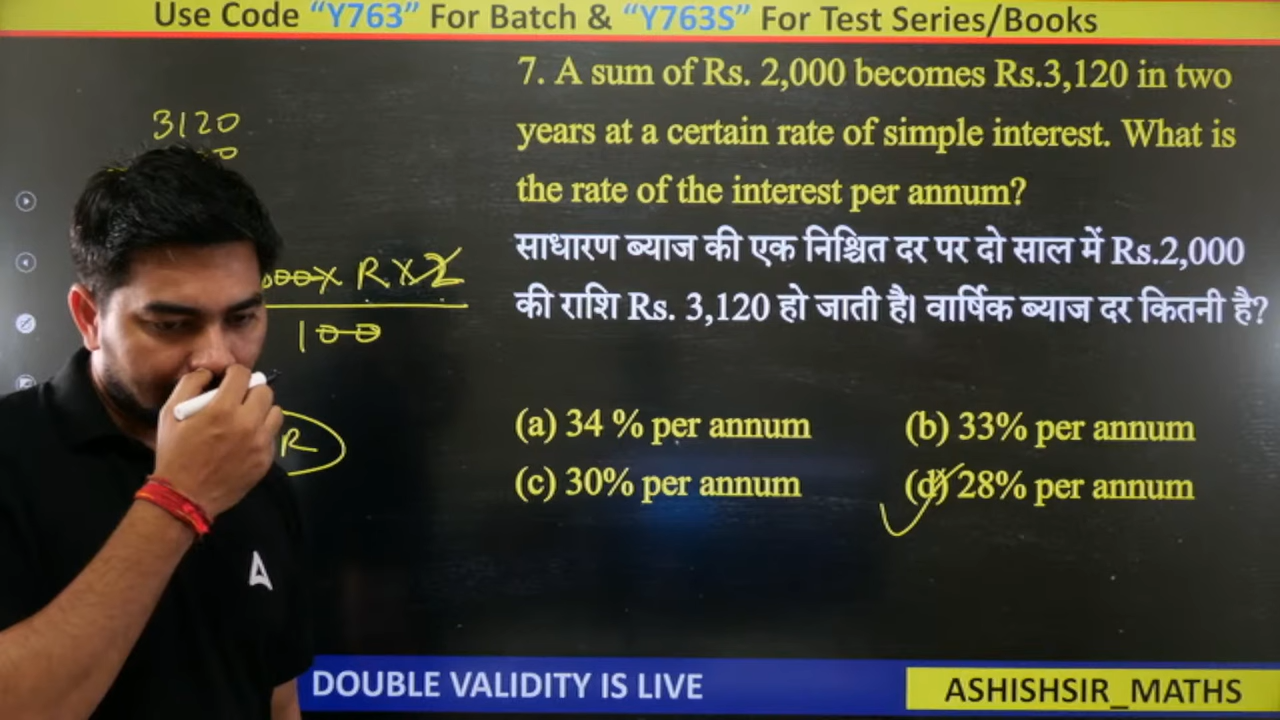 Use Code “Y763” For Batch & “Y763S” For Test Series/Books
7. A sum of Rs. 2,000 becomes Rs.3,120 in two
years at a certain rate of simple interest. What is
the rate of the interest per annum?
साधारण ब्याज की एक निश्चित दर पर दो साल में Rs.2,000
की राशि Rs. 3,120 हो जाती है। वार्षिक ब्याज दर कितनी है?
(a) 34 % per annum
(b) 33% per annum
(c) 30% per annum
(d) 28% per annum
3120
R×2
100
R
DOUBLE VALIDITY IS LIVE
ASHISHSIR_MATHS